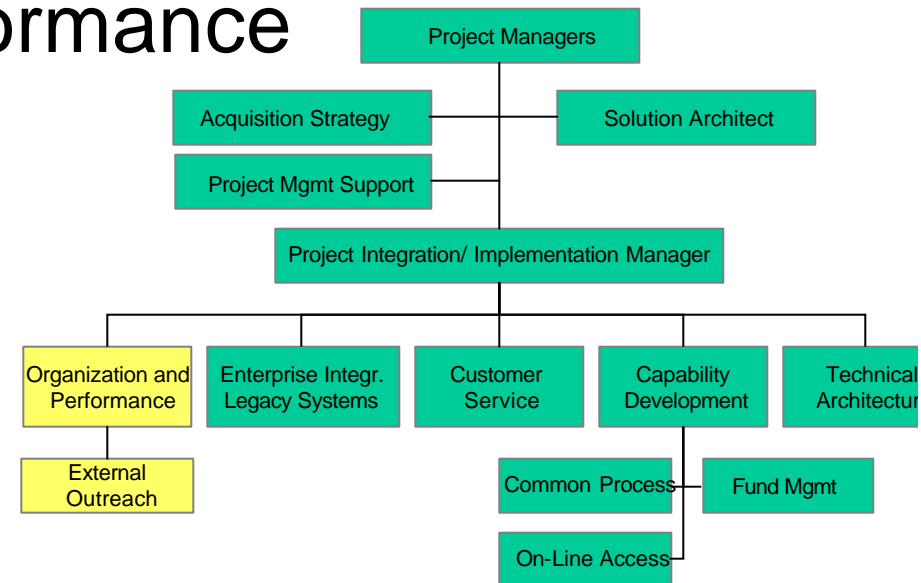 ormance
Project Managers
Acquisition Strategy
Solution Architect
Project Mgmt Support
Project Integration/ Implementation Manager
Organization and
Performance
Enterprise Integr.
Legacy Systems
Customer
Service
Capability
Development
Technical
Architectur
External
Outreach
Common Process
Fund Mgmt
On-Line Access